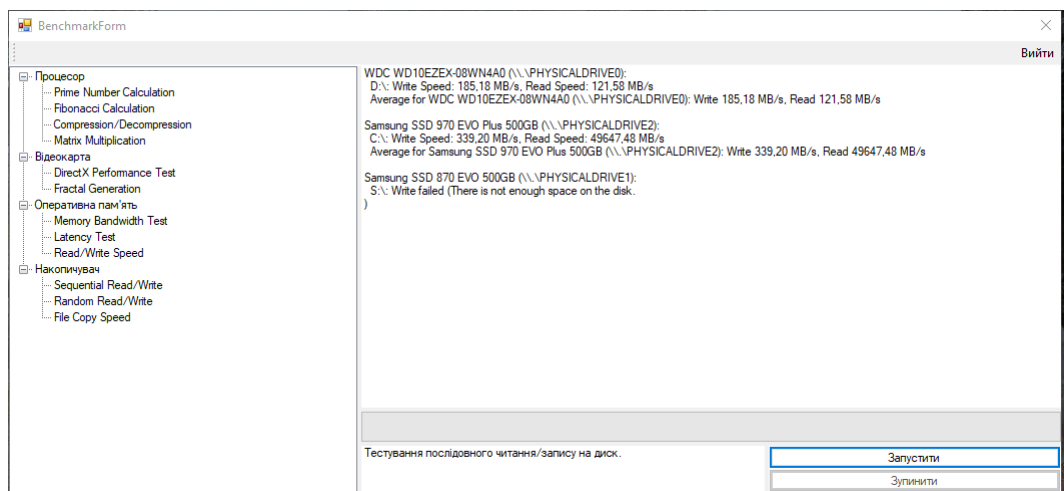 BenchmarkForm
Вийти
Процесор
Prime Number Calculation
Fibonacci Calculation
Compression/Decompression
Matrix Multiplication
Відеокарта
DirectX Performance Test
Fractal Generation
Оперативна пам'ять
Memory Bandwidth Test
Latency Test
Read/Write Speed
Накопичувач
Sequential Read/Write
Random Read/Write
File Copy Speed
WDC WD10EZEX-08WN4A0 (\\.\PHYSICALDRIVE0):
D:\: Write Speed: 185,18 MB/s, Read Speed: 121,58 MB/s
Average for WDC WD10EZEX-08WN4A0 (\\.\PHYSICALDRIVE0): Write 185,18 MB/s, Read 121,58 MB/s
Samsung SSD 970 EVO Plus 500GB (\\.\PHYSICALDRIVE2):
C:\: Write Speed: 339,20 MB/s, Read Speed: 49647,48 MB/s
Average for Samsung SSD 970 EVO Plus 500GB (\\.\PHYSICALDRIVE2): Write 339,20 MB/s, Read 49647,48 MB/s
Samsung SSD 870 EVO 500GB (\\.\PHYSICALDRIVE1):
S:\: Write failed (There is not enough space on the disk.
)
Тестування послідовного читання/запису на диск.
Запустити
Зупинити